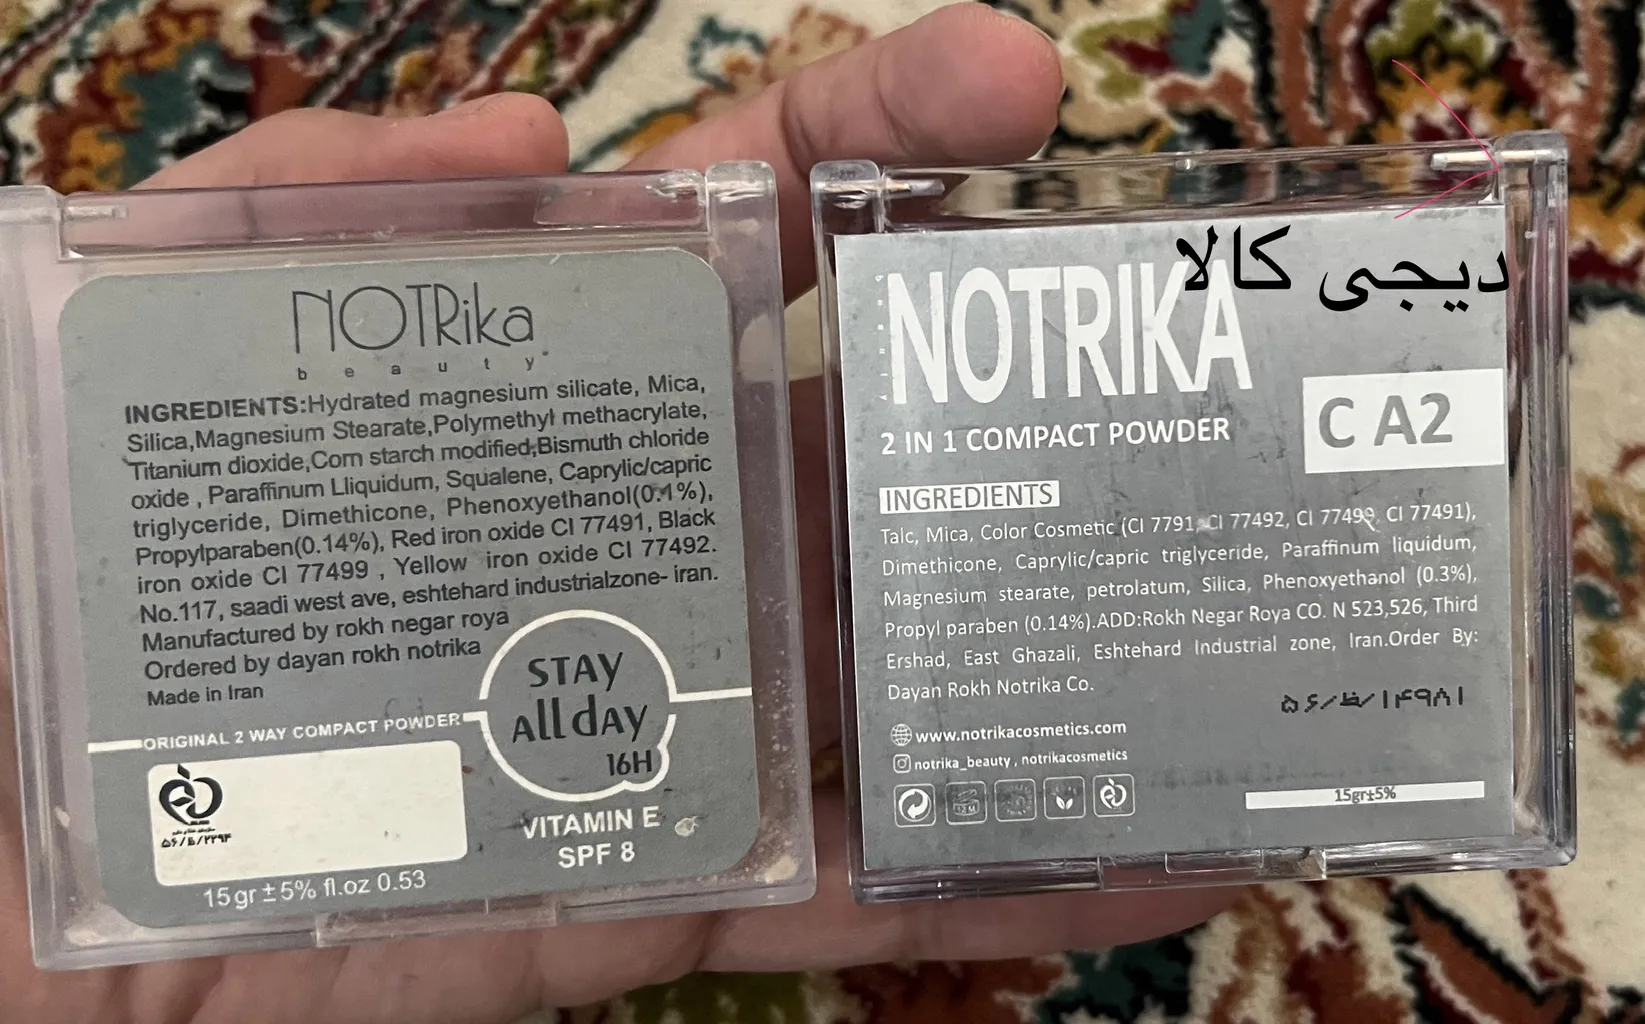 NOTRika
beauty
INGREDIENTS:Hydrated magnesium silicate, Mica,
Silica,Magnesium Stearate,Polymethyl methacrylate,
Titanium dioxide,Corn starch modified,Bismuth chloride
oxide , Paraffinum Lliquidum, Squalene, Caprylic/capric
triglyceride, Dimethicone, Phenoxyethanol(0.1%),
Propylparaben(0.14%), Red iron oxide CI 77491, Black
iron oxide CI 77499 , Yellow iron oxide CI 77492.
No.117, saadi west ave, eshtehard industrialzone- iran.
Manufactured by rokh negar roya
Ordered by dayan rokh notrika
Made in Iran
ORIGINAL 2 WAY COMPACT POWDER
STAY
All dAy
16H
VITAMIN E
SPF 8
15gr ±5% fl.oz 0.53
دیجی کالا
NOTRIKA
2 IN 1 COMPACT POWDER
C A2
INGREDIENTS
Talc, Mica, Color Cosmetic (CI 7791, CI 77492, CI 77499, CI 77491),
Dimethicone, Caprylic/capric triglyceride, Paraffinum liquidum,
Magnesium stearate, petrolatum, Silica, Phenoxyethanol (0.3%),
Propyl paraben (0.14%).ADD:Rokh Negar Roya CO. N 523,526, Third
Ershad, East Ghazali, Eshtehard Industrial zone, Iran.Order By:
Dayan Rokh Notrika Co.
۵۶/ظ/۱۴۹۸۱
www.notrikacosmetics.com
notrika_beauty , notrikacosmetics
12M
15gr±5%